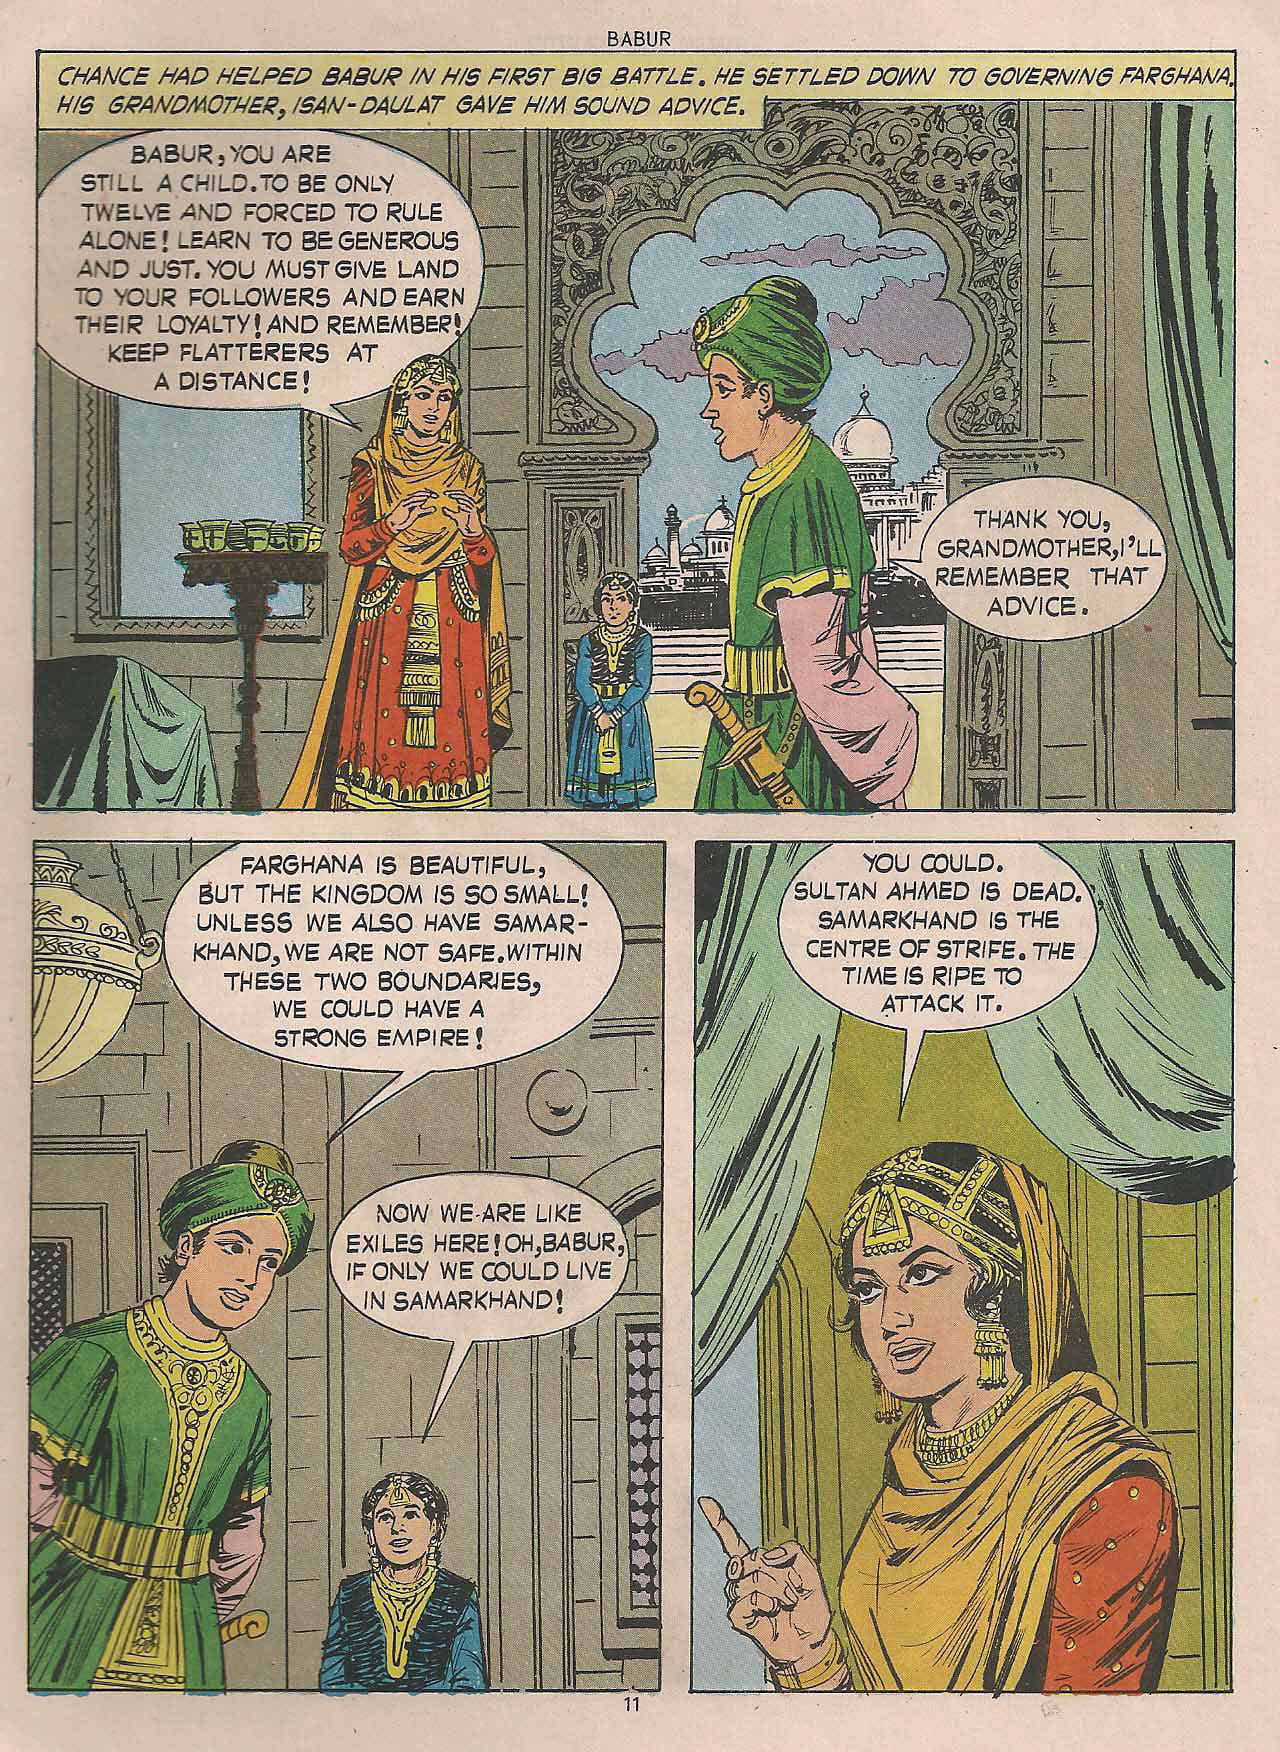 BABUR
CHANCE HAD HELPED BABUR IN HIS FIRST BIG BATTLE. HE SETTLED DOWN TO GOVERNING FARGHANA.
HIS GRANDMOTHER, ISAN-DAULAT GAVE HIM SOUND ADVICE.
BABUR, YOU ARE
STILL A CHILD. TO BE ONLY
TWELVE AND FORCED TO RULE
ALONE! LEARN TO BE GENEROUS
AND JUST. YOU MUST GIVE LAND
TO YOUR FOLLOWERS AND EARN
THEIR LOYALTY! AND REMEMBER!
KEEP FLATTERERS AT
A DISTANCE!
THANK YOU,
GRANDMOTHER, I'LL
REMEMBER THAT
ADVICE.
FARGHANA IS BEAUTIFUL,
BUT THE KINGDOM IS SO SMALL!
UNLESS WE ALSO HAVE SAMAR-
KHAND, WE ARE NOT SAFE. WITHIN
THESE TWO BOUNDARIES,
WE COULD HAVE A
STRONG EMPIRE!
NOW WE ARE LIKE
EXILES HERE! OH, BABUR,
IF ONLY WE COULD LIVE
IN SAMARKHAND!
YOU COULD.
SULTAN AHMED IS DEAD.
SAMARKHAND IS THE
CENTRE OF STRIFE. THE
TIME IS RIPE TO
ATTACK IT.
11